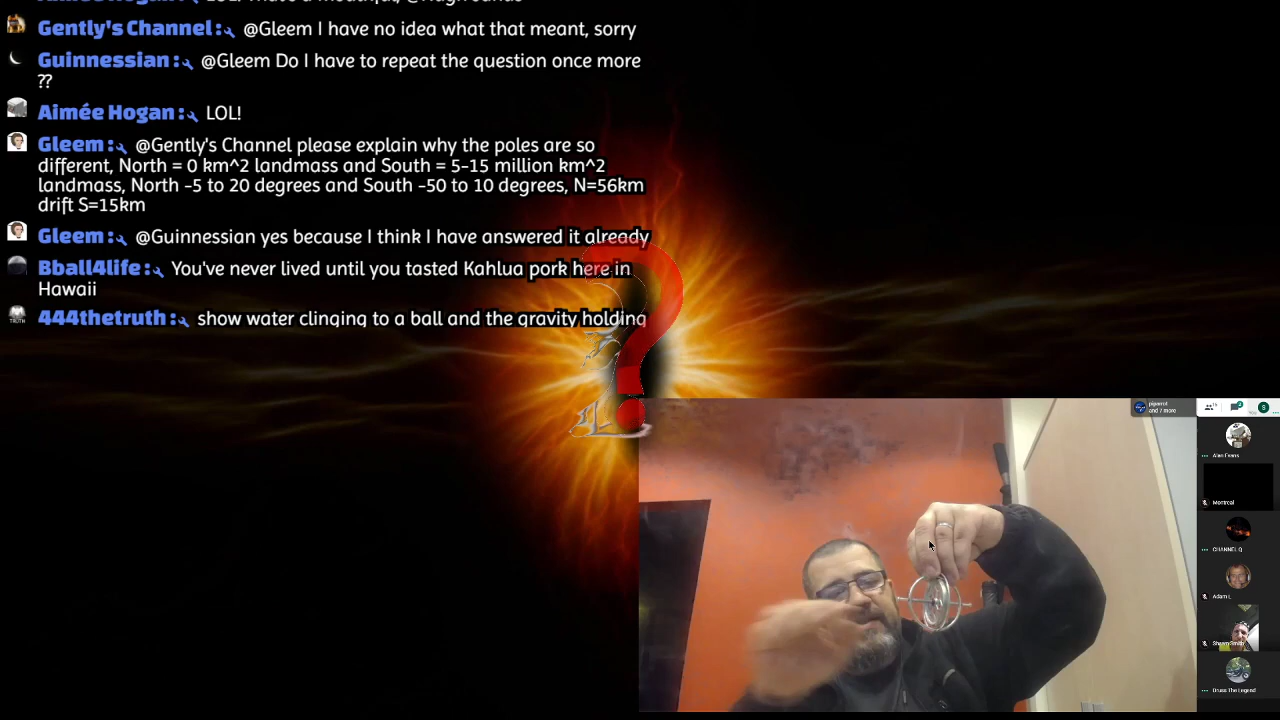 Gently's Channel : @Gleem I have no idea what that meant, sorry
Guinnessian : @Gleem Do I have to repeat the question once more
??
Aimée Hogan : LOL!
Gleem : @Gently's Channel please explain why the poles are so
different, North = 0 km^2 landmass and South = 5-15 million km^2
landmass, North -5 to 20 degrees and South -50 to 10 degrees, N=56km
drift S=15km
Gleem : @Guinnessian yes because I think I have answered it already
Bball4life : You've never lived until you tasted Kahlua pork here in
Hawaii
444thetruth : show water clinging to a ball and the gravity holding
?
and 7 more
Alan Evans
Montreal
CHANNEL Q
Adam L
Shawn Smith
Druss The Legend